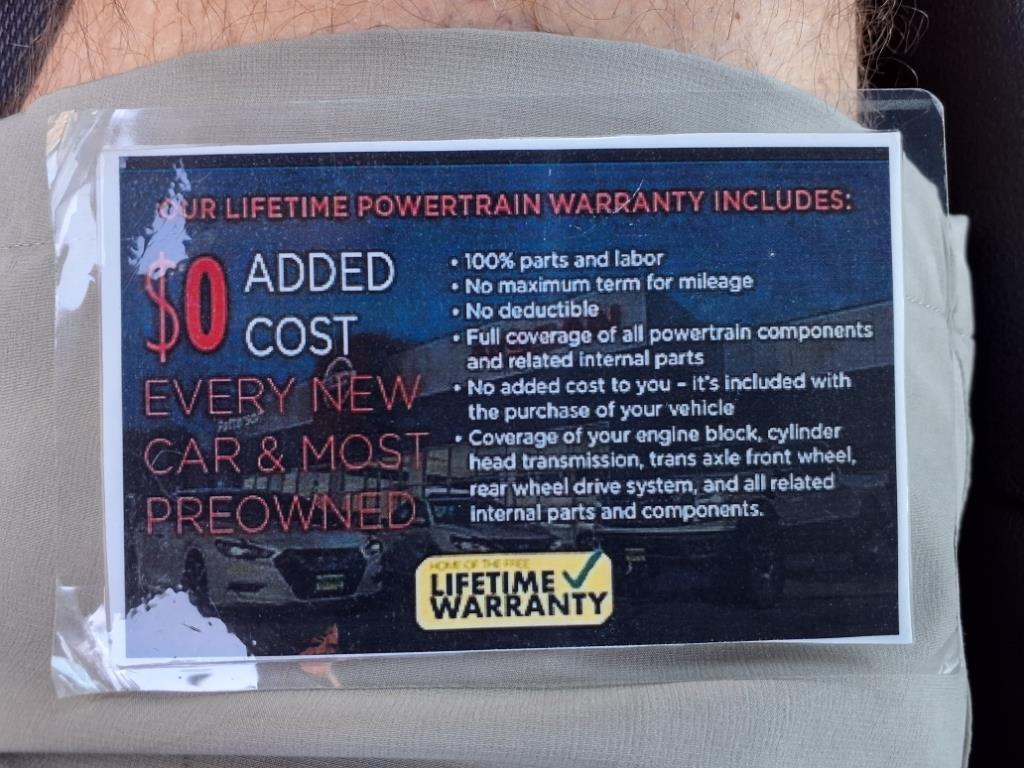 OUR LIFETIME POWERTRAIN WARRANTY INCLUDES:
$0 ADDED
COST
EVERY NEW
CAR & MOST
PREOWNED
• 100% parts and labor
• No maximum term for mileage
• No deductible
• Full coverage of all powertrain components
and related internal parts
• No added cost to you – it's included with
the purchase of your vehicle
• Coverage of your engine block, cylinder
head transmission, trans axle front wheel,
rear wheel drive system, and all related
internal parts and components.
HOME OF THE FREE
LIFETIME
WARRANTY